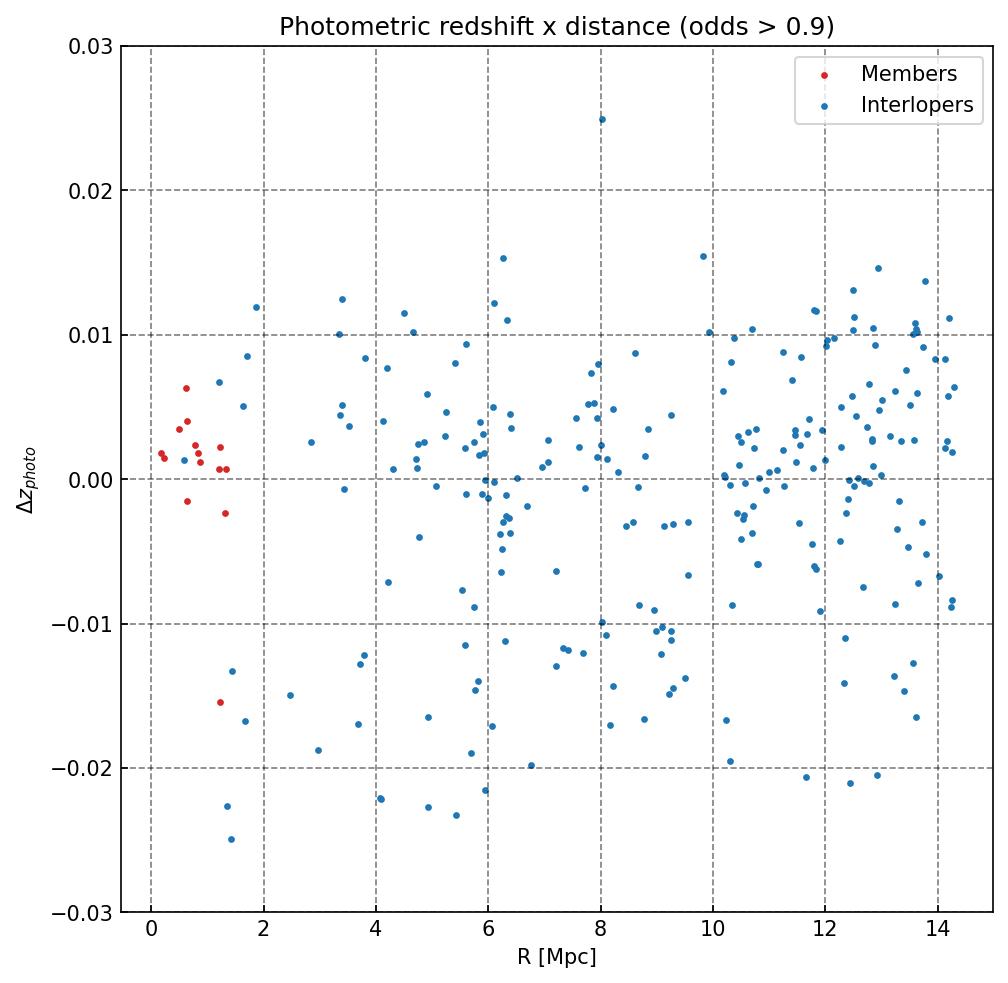 Photometric redshift x distance (odds > 0.9)
Members
Interlopers
0.03
0.02
0.01
0.00
−0.01
−0.02
−0.03
Δz_photo
0 2 4 6 8 10 12 14
R [Mpc]